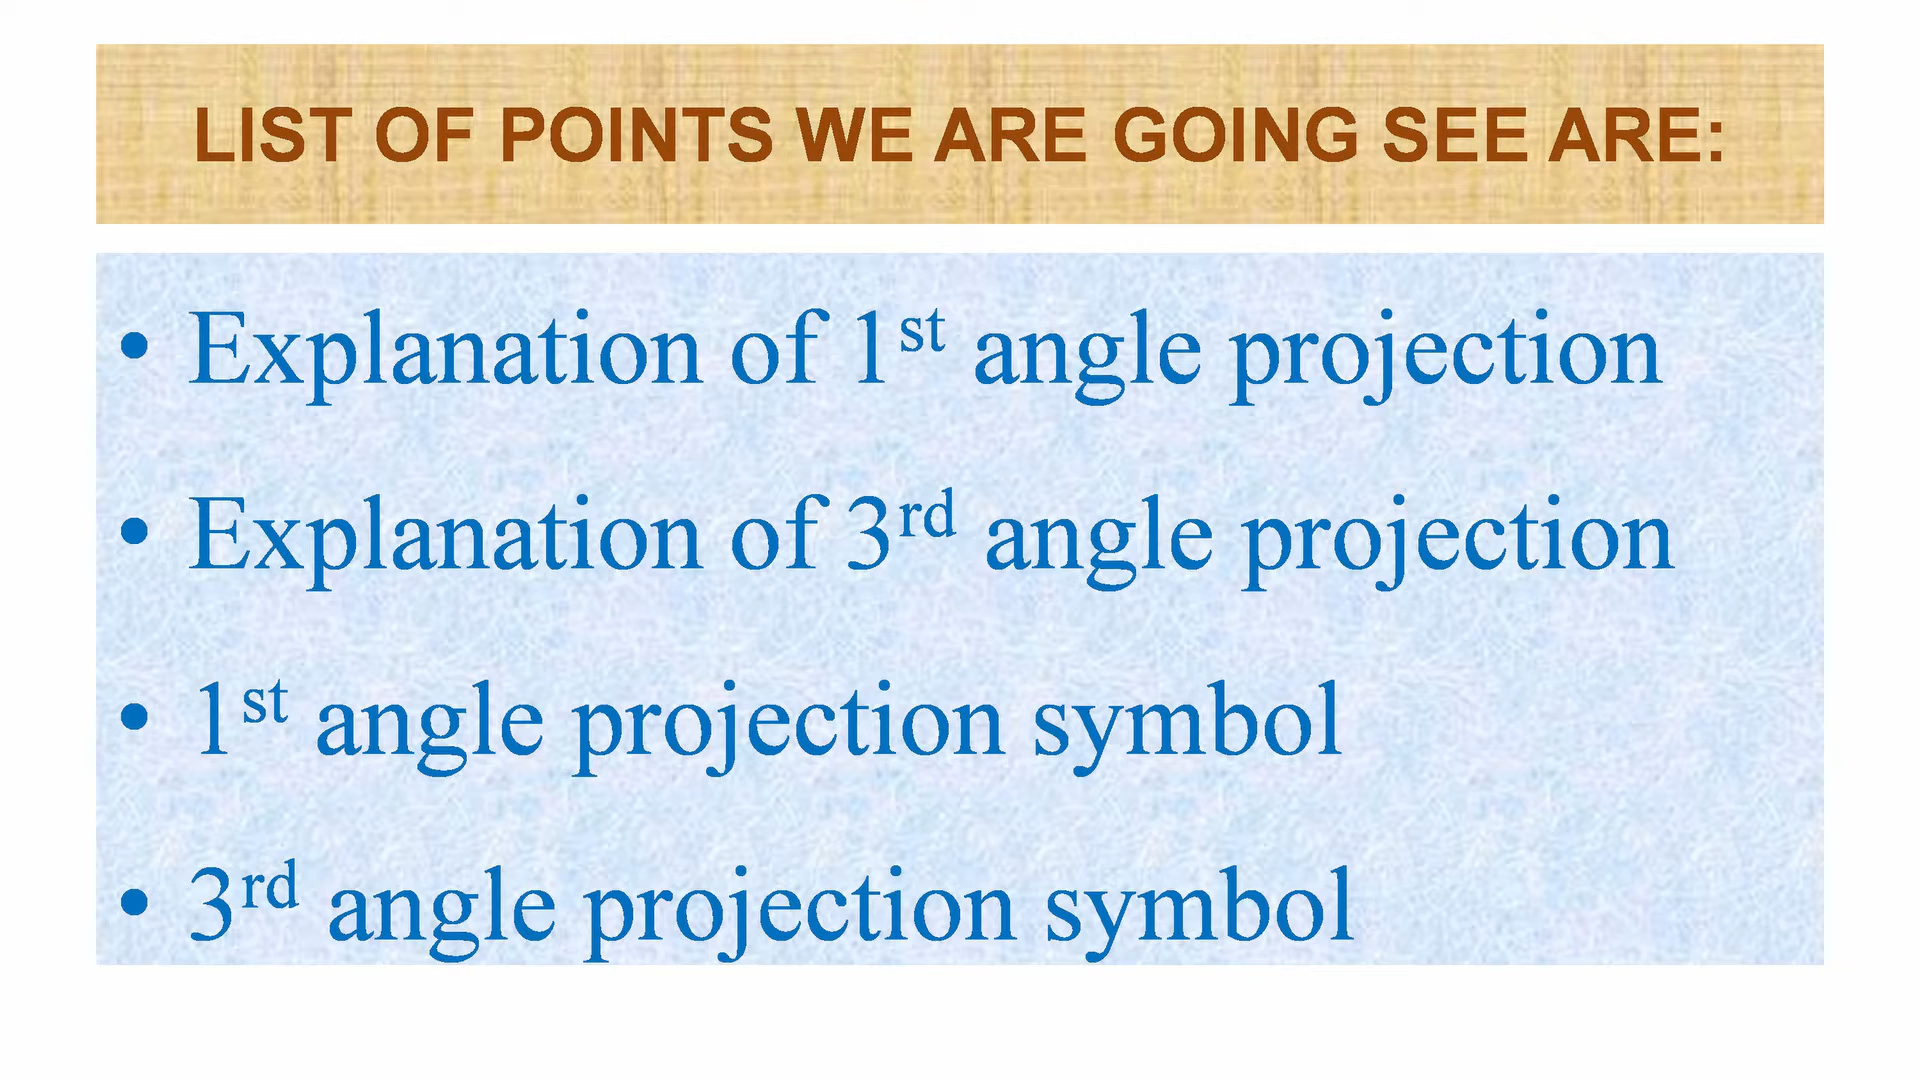 LIST OF POINTS WE ARE GOING SEE ARE:
• Explanation of 1st angle projection
• Explanation of 3rd angle projection
• 1st angle projection symbol
• 3rd angle projection symbol